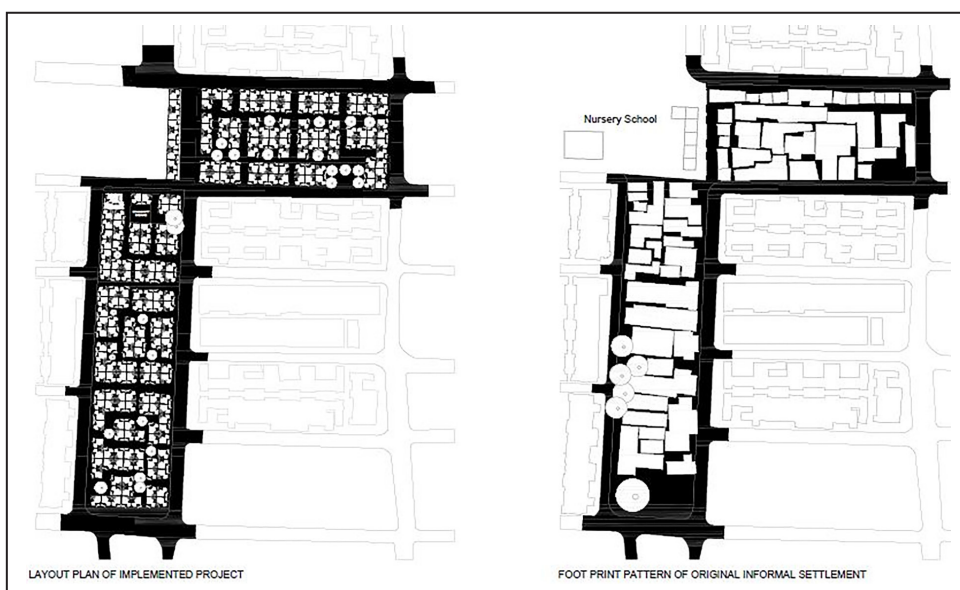 Nursery School
LAYOUT PLAN OF IMPLEMENTED PROJECT
FOOT PRINT PATTERN OF ORIGINAL INFORMAL SETTLEMENT